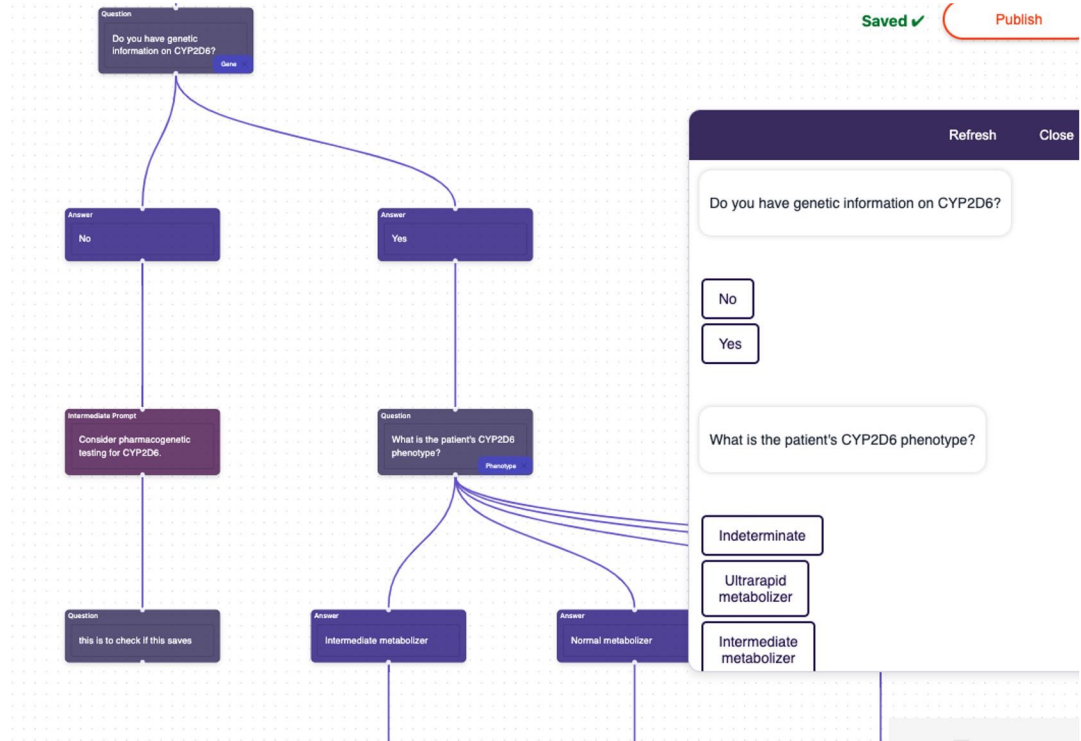 Question
Do you have genetic
information on CYP2D6?
Gene
Saved ✔
Publish
Refresh
Close
Do you have genetic information on CYP2D6?
No
Yes
What is the patient's CYP2D6 phenotype?
Indeterminate
Ultrarapid
metabolizer
Intermediate
metabolizer
Answer
No
Answer
Yes
Intermediate Prompt
Consider pharmacogenetic
testing for CYP2D6.
Question
What is the patient's CYP2D6
phenotype?
Phenotype
Question
this is to check if this saves
Answer
Intermediate metabolizer
Answer
Normal metabolizer